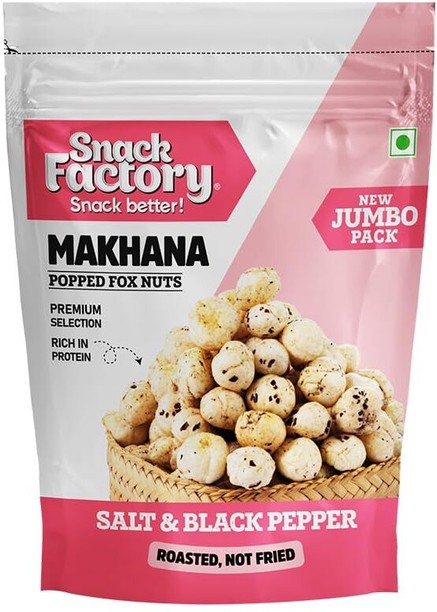 Snack
Factory®
Snack better!
NEW
JUMBO
PACK
MAKHANA
POPPED FOX NUTS
PREMIUM
SELECTION
RICH IN
PROTEIN
SALT & BLACK PEPPER
ROASTED, NOT FRIED